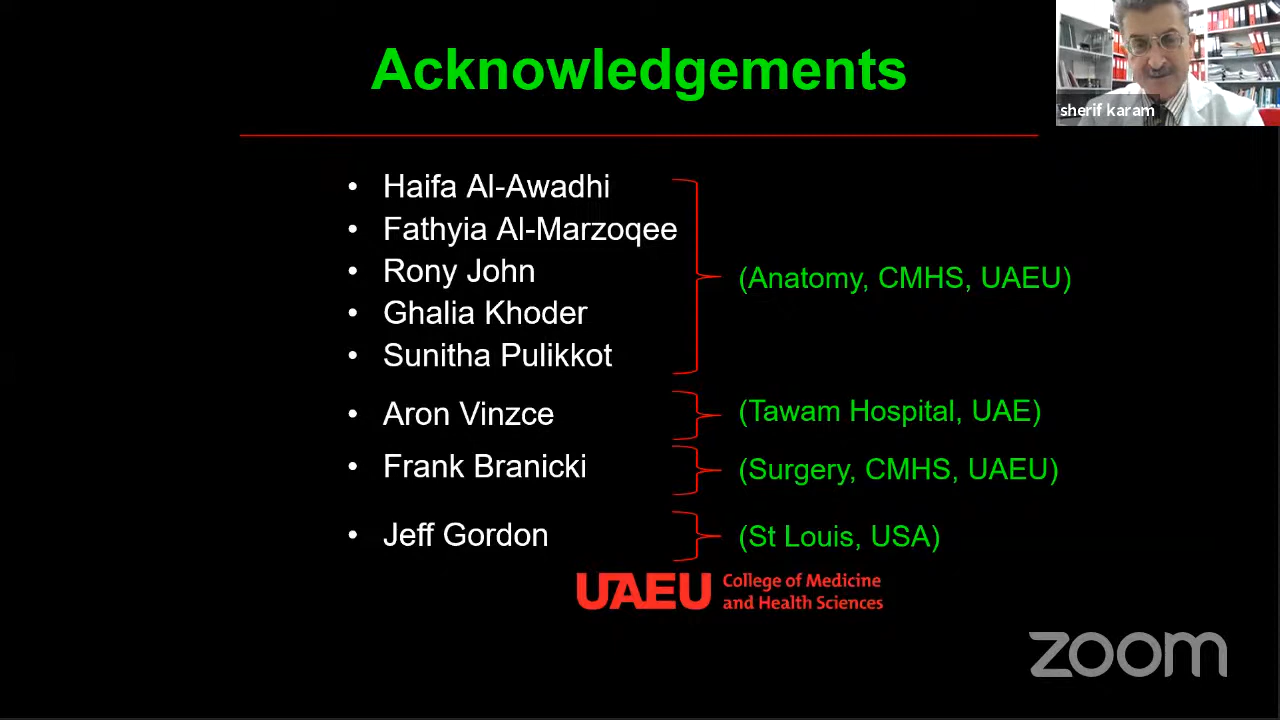 Acknowledgements
sherif karam
• Haifa Al-Awadhi
• Fathyia Al-Marzoqee
• Rony John
• Ghalia Khoder
• Sunitha Pulikkot
(Anatomy, CMHS, UAEU)
• Aron Vinzce
(Tawam Hospital, UAE)
• Frank Branicki
(Surgery, CMHS, UAEU)
• Jeff Gordon
(St Louis, USA)
UAEU
College of Medicine
and Health Sciences
zoom